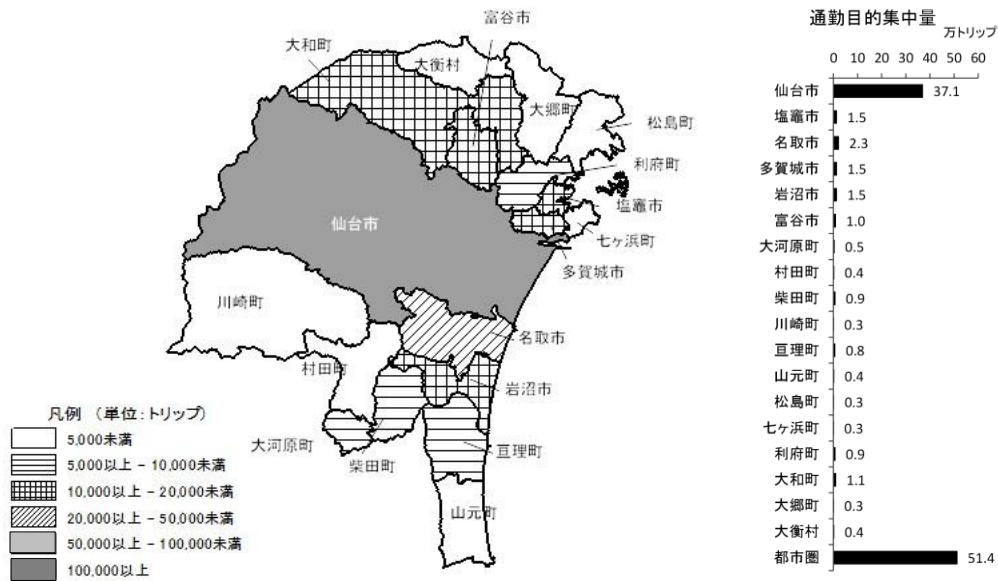 富谷市
大和町
大衡村
大郷町
松島町
利府町
塩竈市
仙台市
七ヶ浜町
多賀城市
川崎町
名取市
村田町
岩沼市
大河原町
柴田町
亘理町
山元町
凡例 (単位:トリップ)
5,000未満
5,000以上 - 10,000未満
10,000以上 - 20,000未満
20,000以上 - 50,000未満
50,000以上 - 100,000未満
100,000以上
通勤目的集中量
万トリップ
0 10 20 30 40 50 60
仙台市 37.1
塩竈市 1.5
名取市 2.3
多賀城市 1.5
岩沼市 1.5
富谷市 1.0
大河原町 0.5
村田町 0.4
柴田町 0.9
川崎町 0.3
亘理町 0.8
山元町 0.4
松島町 0.3
七ヶ浜町 0.3
利府町 0.9
大和町 1.1
大郷町 0.3
大衡村 0.4
都市圏 51.4